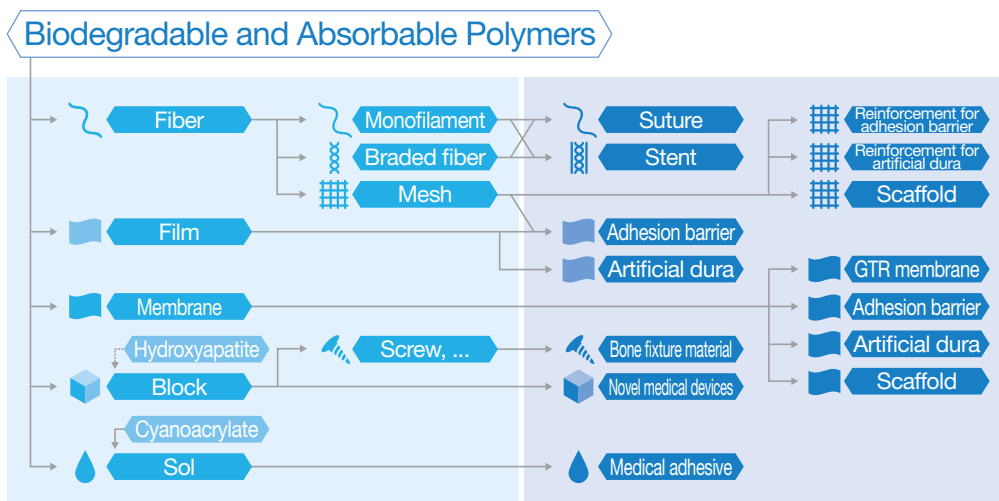 Biodegradable and Absorbable Polymers
Fiber
Monofilament
Suture
Reinforcement for
adhesion barrier
Braded fiber
Stent
Reinforcement for
artificial dura
Mesh
Scaffold
Film
Adhesion barrier
Artificial dura
GTR membrane
Membrane
Adhesion barrier
Hydroxyapatite
Screw, ...
Bone fixture material
Artificial dura
Block
Novel medical devices
Scaffold
Cyanoacrylate
Sol
Medical adhesive